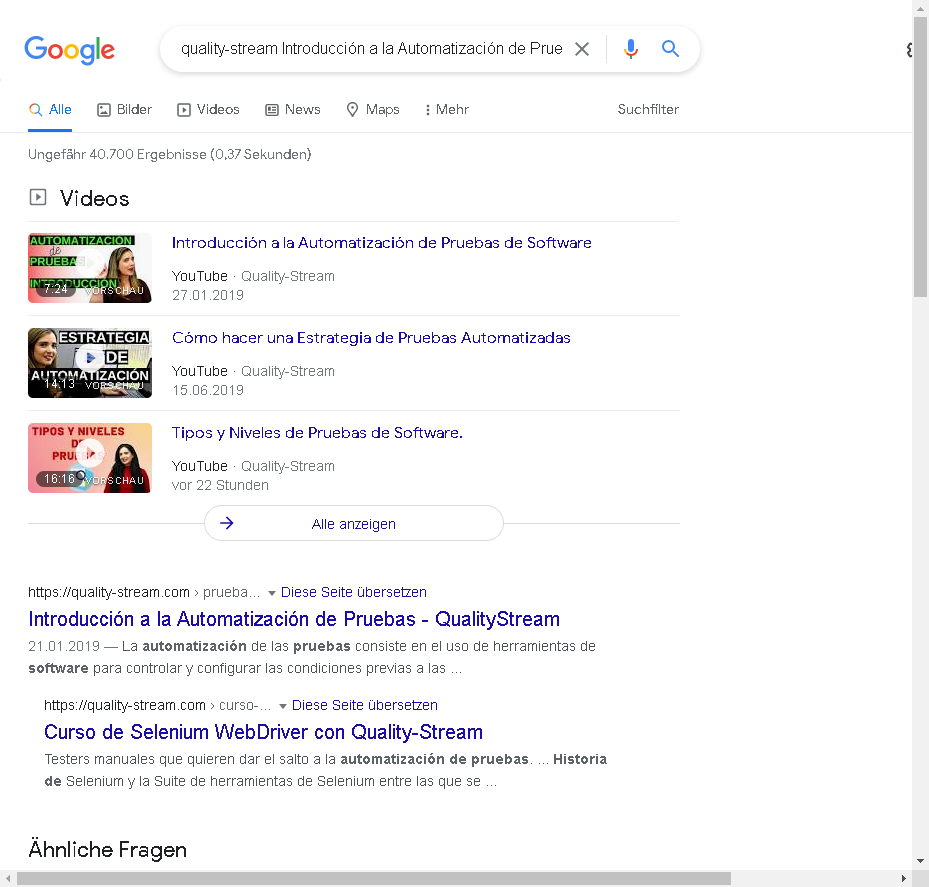 Google
quality-stream Introducción a la Automatización de Prue
Alle Bilder Videos News Maps Mehr Suchfilter
Ungefähr 40.700 Ergebnisse (0,37 Sekunden)
Videos
AUTOMATIZACIÓN
de
PRUEBAS
INTRODUCCIÓN
7:24 VORSCHAU
Introducción a la Automatización de Pruebas de Software
YouTube · Quality-Stream
27.01.2019
ESTRATEGIA
DE
AUTOMATIZACIÓN
14:13 VORSCHAU
Cómo hacer una Estrategia de Pruebas Automatizadas
YouTube · Quality-Stream
15.06.2019
TIPOS Y NIVELES
DE
16:16 VORSCHAU
Tipos y Niveles de Pruebas de Software.
YouTube · Quality-Stream
vor 22 Stunden
Alle anzeigen
https://quality-stream.com › prueba... Diese Seite übersetzen
Introducción a la Automatización de Pruebas - QualityStream
21.01.2019 — La automatización de las pruebas consiste en el uso de herramientas de
software para controlar y configurar las condiciones previas a las ...
https://quality-stream.com › curso-... Diese Seite übersetzen
Curso de Selenium WebDriver con Quality-Stream
Testers manuales que quieren dar el salto a la automatización de pruebas. ... Historia
de Selenium y la Suite de herramientas de Selenium entre las que se ...
Ähnliche Fragen